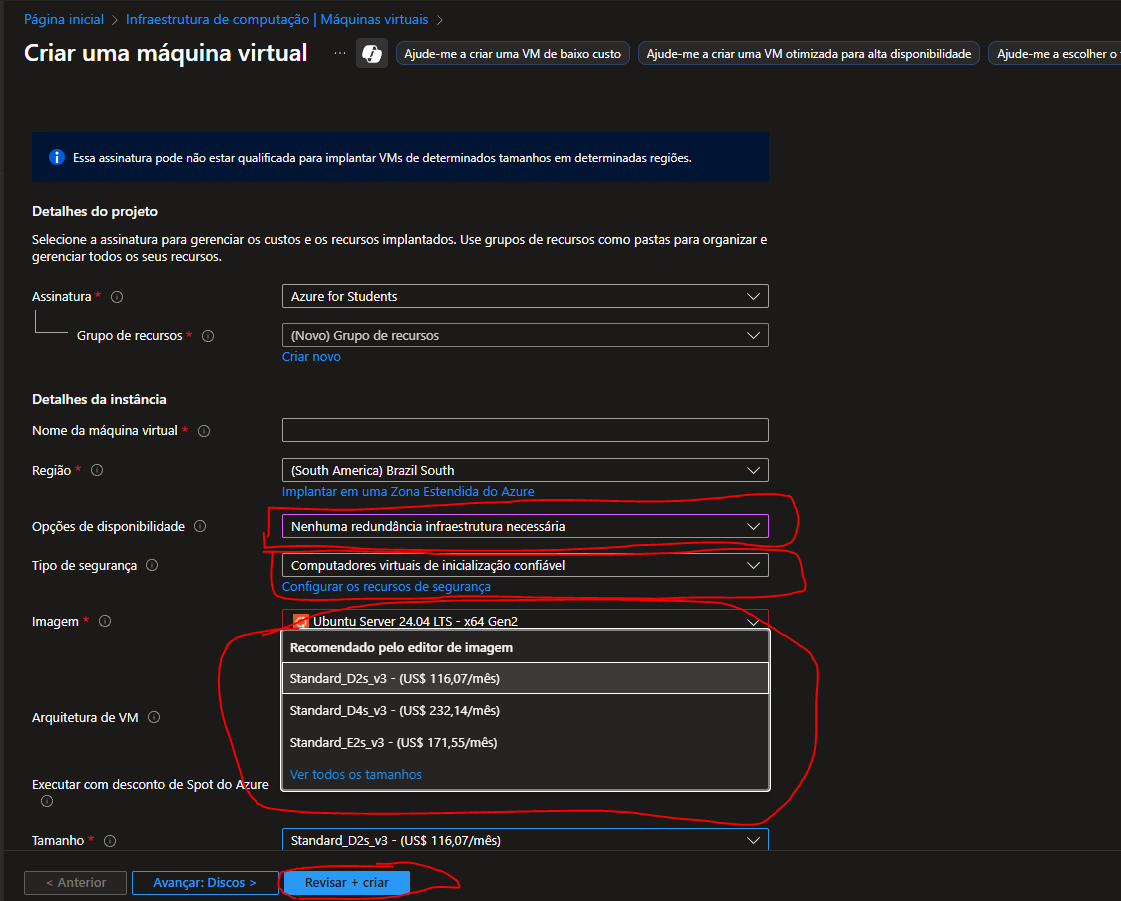 Página inicial > Infraestrutura de computação | Máquinas virtuais >
Criar uma máquina virtual ...
Ajude-me a criar uma VM de baixo custo
Ajude-me a criar uma VM otimizada para alta disponibilidade
Ajude-me a escolher o
Essa assinatura pode não estar qualificada para implantar VMs de determinados tamanhos em determinadas regiões.
Detalhes do projeto
Selecione a assinatura para gerenciar os custos e os recursos implantados. Use grupos de recursos como pastas para organizar e
gerenciar todos os seus recursos.
Assinatura *
Azure for Students
Grupo de recursos *
(Novo) Grupo de recursos
Criar novo
Detalhes da instância
Nome da máquina virtual *
Região *
(South America) Brazil South
Implantar em uma Zona Estendida do Azure
Opções de disponibilidade
Nenhuma redundância infraestrutura necessária
Tipo de segurança
Computadores virtuais de inicialização confiável
Configurar os recursos de segurança
Imagem *
Ubuntu Server 24.04 LTS - x64 Gen2
Recomendado pelo editor de imagem
Standard_D2s_v3 - (US$ 116,07/mês)
Standard_D4s_v3 - (US$ 232,14/mês)
Arquitetura de VM
Standard_E2s_v3 - (US$ 171,55/mês)
Ver todos os tamanhos
Executar com desconto de Spot do Azure
Tamanho *
Standard_D2s_v3 - (US$ 116,07/mês)
< Anterior
Avançar: Discos >
Revisar + criar